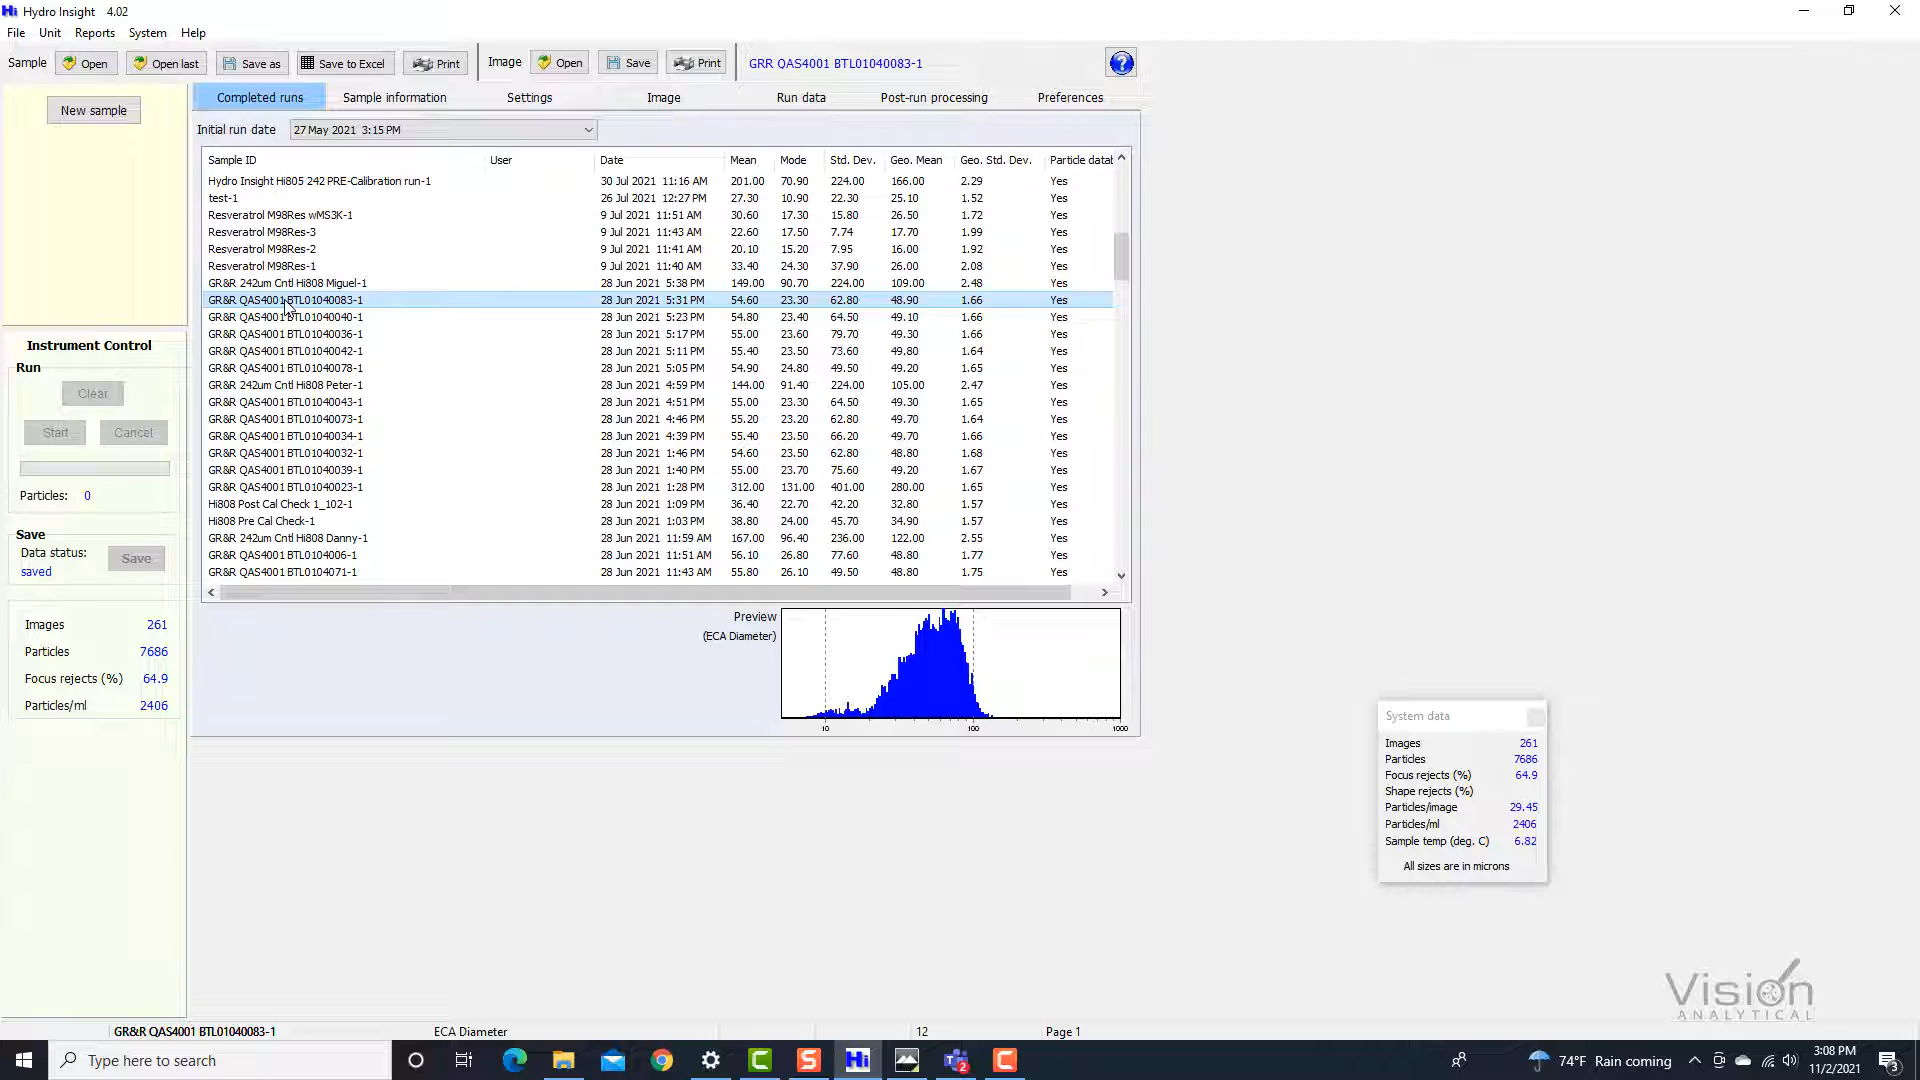 Hydro Insight 4.02
File Unit Reports System Help
Sample Open Open last Save as Save to Excel Print Image Open Save Print GRR QAS4001 BTL01040083-1
New sample
Completed runs Sample information Settings Image Run data Post-run processing Preferences
Initial run date 27 May 2021 3:15 PM
Sample ID User Date Mean Mode Std. Dev. Geo. Mean Geo. Std. Dev. Particle datab
Hydro Insight Hi805 242 PRE-Calibration run-1 30 Jul 2021 11:16 AM 201.00 70.90 224.00 166.00 2.29 Yes
test-1 26 Jul 2021 12:27 PM 27.30 10.90 22.30 25.10 1.52 Yes
Resveratrol M98Res wMS3K-1 9 Jul 2021 11:51 AM 30.60 17.30 15.80 26.50 1.72 Yes
Resveratrol M98Res-3 9 Jul 2021 11:43 AM 22.60 17.50 7.74 17.70 1.99 Yes
Resveratrol M98Res-2 9 Jul 2021 11:41 AM 20.10 15.20 7.95 16.00 1.92 Yes
Resveratrol M98Res-1 9 Jul 2021 11:40 AM 33.40 24.30 37.90 26.00 2.08 Yes
GR&R 242um Cntl Hi808 Miguel-1 28 Jun 2021 5:38 PM 149.00 90.70 224.00 109.00 2.48 Yes
GR&R QAS4001 BTL01040083-1 28 Jun 2021 5:31 PM 54.60 23.30 62.80 48.90 1.66 Yes
GR&R QAS4001 BTL01040040-1 28 Jun 2021 5:23 PM 54.80 23.40 64.50 49.10 1.66 Yes
GR&R QAS4001 BTL01040036-1 28 Jun 2021 5:17 PM 55.00 23.60 79.70 49.30 1.66 Yes
GR&R QAS4001 BTL01040042-1 28 Jun 2021 5:11 PM 55.40 23.50 73.60 49.80 1.64 Yes
GR&R QAS4001 BTL01040078-1 28 Jun 2021 5:05 PM 54.90 24.80 49.50 49.20 1.65 Yes
GR&R 242um Cntl Hi808 Peter-1 28 Jun 2021 4:59 PM 144.00 91.40 224.00 105.00 2.47 Yes
GR&R QAS4001 BTL01040043-1 28 Jun 2021 4:51 PM 55.00 23.30 64.50 49.30 1.65 Yes
GR&R QAS4001 BTL01040073-1 28 Jun 2021 4:46 PM 55.20 23.20 62.80 49.70 1.64 Yes
GR&R QAS4001 BTL01040034-1 28 Jun 2021 4:39 PM 55.40 23.50 66.20 49.70 1.66 Yes
GR&R QAS4001 BTL01040032-1 28 Jun 2021 1:46 PM 54.60 23.50 62.80 48.80 1.68 Yes
GR&R QAS4001 BTL01040039-1 28 Jun 2021 1:40 PM 55.00 23.70 75.60 49.20 1.67 Yes
GR&R QAS4001 BTL01040023-1 28 Jun 2021 1:28 PM 312.00 131.00 401.00 280.00 1.65 Yes
Hi808 Post Cal Check 1_102-1 28 Jun 2021 1:09 PM 36.40 22.70 42.20 32.80 1.57 Yes
Hi808 Pre Cal Check-1 28 Jun 2021 1:03 PM 38.80 24.00 45.70 34.90 1.57 Yes
GR&R 242um Cntl Hi808 Danny-1 28 Jun 2021 11:59 AM 167.00 96.40 236.00 122.00 2.55 Yes
GR&R QAS4001 BTL0104006-1 28 Jun 2021 11:51 AM 56.10 26.80 77.60 48.80 1.77 Yes
GR&R QAS4001 BTL0104071-1 28 Jun 2021 11:43 AM 55.80 26.10 49.50 48.80 1.75 Yes
Instrument Control
Run
Clear
Start Cancel
Particles: 0
Save
Data status:
saved
Save
Images 261
Particles 7686
Focus rejects (%) 64.9
Particles/ml 2406
Preview
(ECA Diameter)
10 100 1000
System data
Images 261
Particles 7686
Focus rejects (%) 64.9
Shape rejects (%)
Particles/image 29.45
Particles/ml 2406
Sample temp (deg. C) 6.82
All sizes are in microns
Vision
ANALYTICAL
GR&R QAS4001 BTL01040083-1 ECA Diameter 12 Page 1
Type here to search
Hi
74°F Rain coming
3:08 PM
11/2/2021